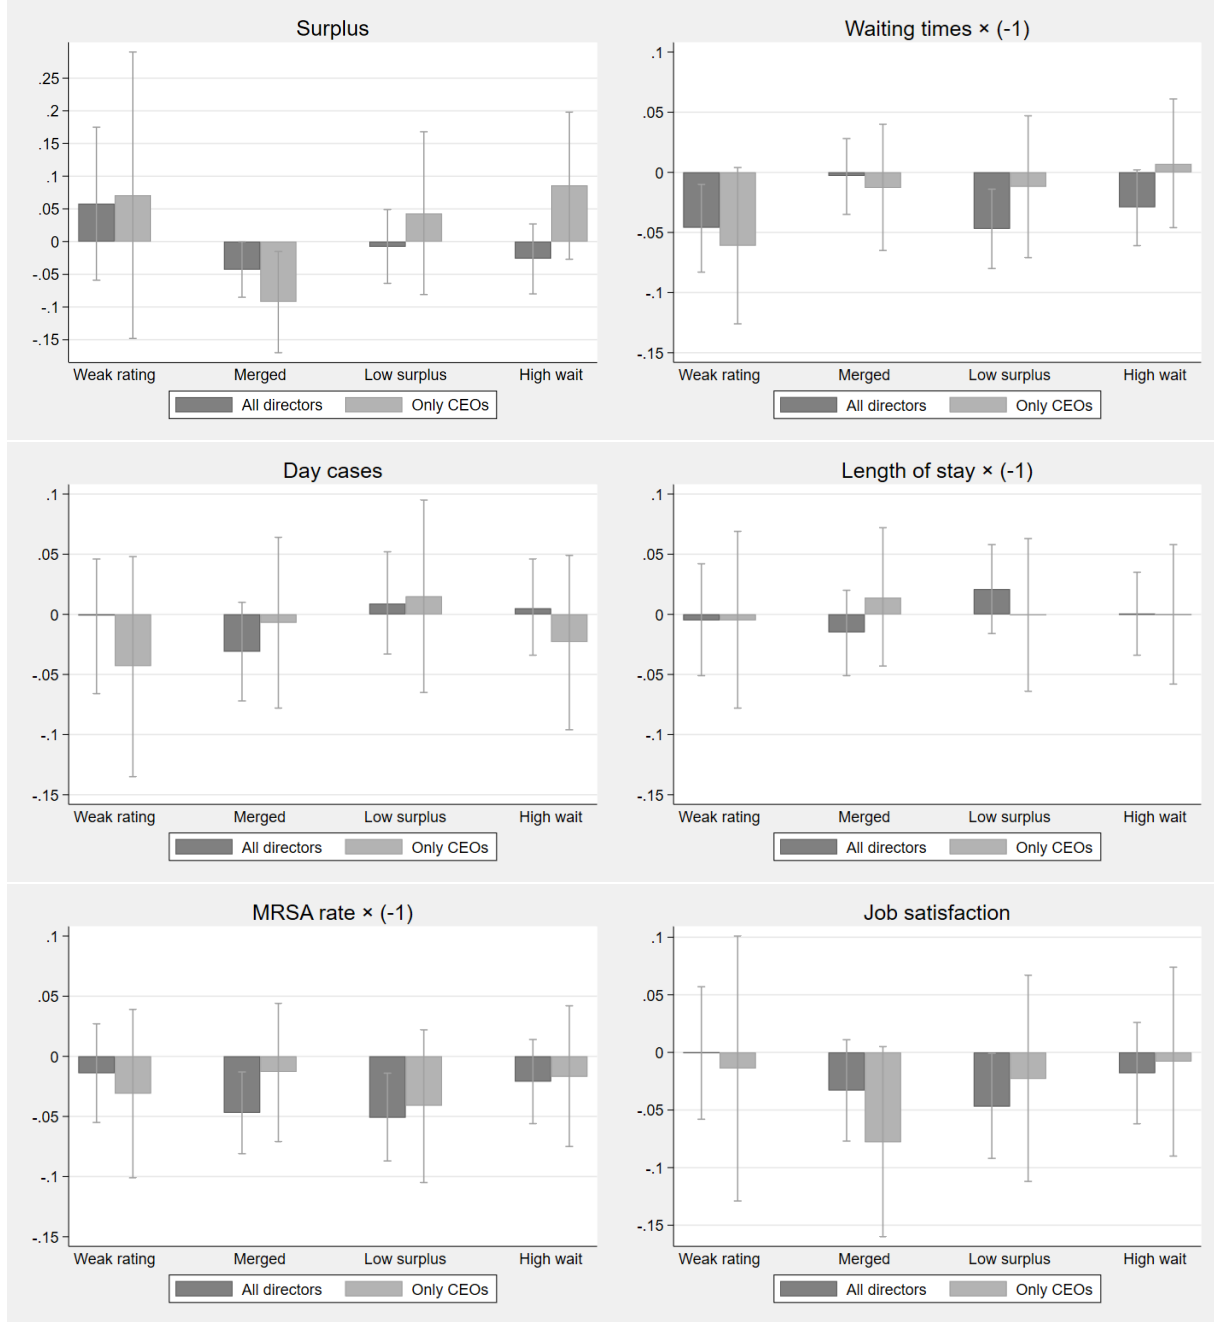 Surplus
.25
.2
.15
.1
.05
0
-.05
-.1
-.15
Weak rating Merged Low surplus High wait
All directors Only CEOs
Waiting times × (-1)
.1
.05
0
-.05
-.1
-.15
Weak rating Merged Low surplus High wait
All directors Only CEOs
Day cases
.1
.05
0
-.05
-.1
-.15
Weak rating Merged Low surplus High wait
All directors Only CEOs
Length of stay × (-1)
.1
.05
0
-.05
-.1
-.15
Weak rating Merged Low surplus High wait
All directors Only CEOs
MRSA rate × (-1)
.1
.05
0
-.05
-.1
-.15
Weak rating Merged Low surplus High wait
All directors Only CEOs
Job satisfaction
.1
.05
0
-.05
-.1
-.15
Weak rating Merged Low surplus High wait
All directors Only CEOs